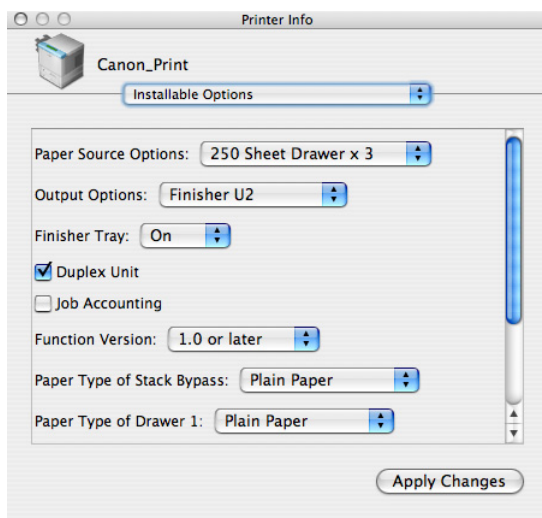 Printer Info
Canon_Print
Installable Options
Paper Source Options: 250 Sheet Drawer x 3
Output Options: Finisher U2
Finisher Tray: On
Duplex Unit
Job Accounting
Function Version: 1.0 or later
Paper Type of Stack Bypass: Plain Paper
Paper Type of Drawer 1: Plain Paper
Apply Changes